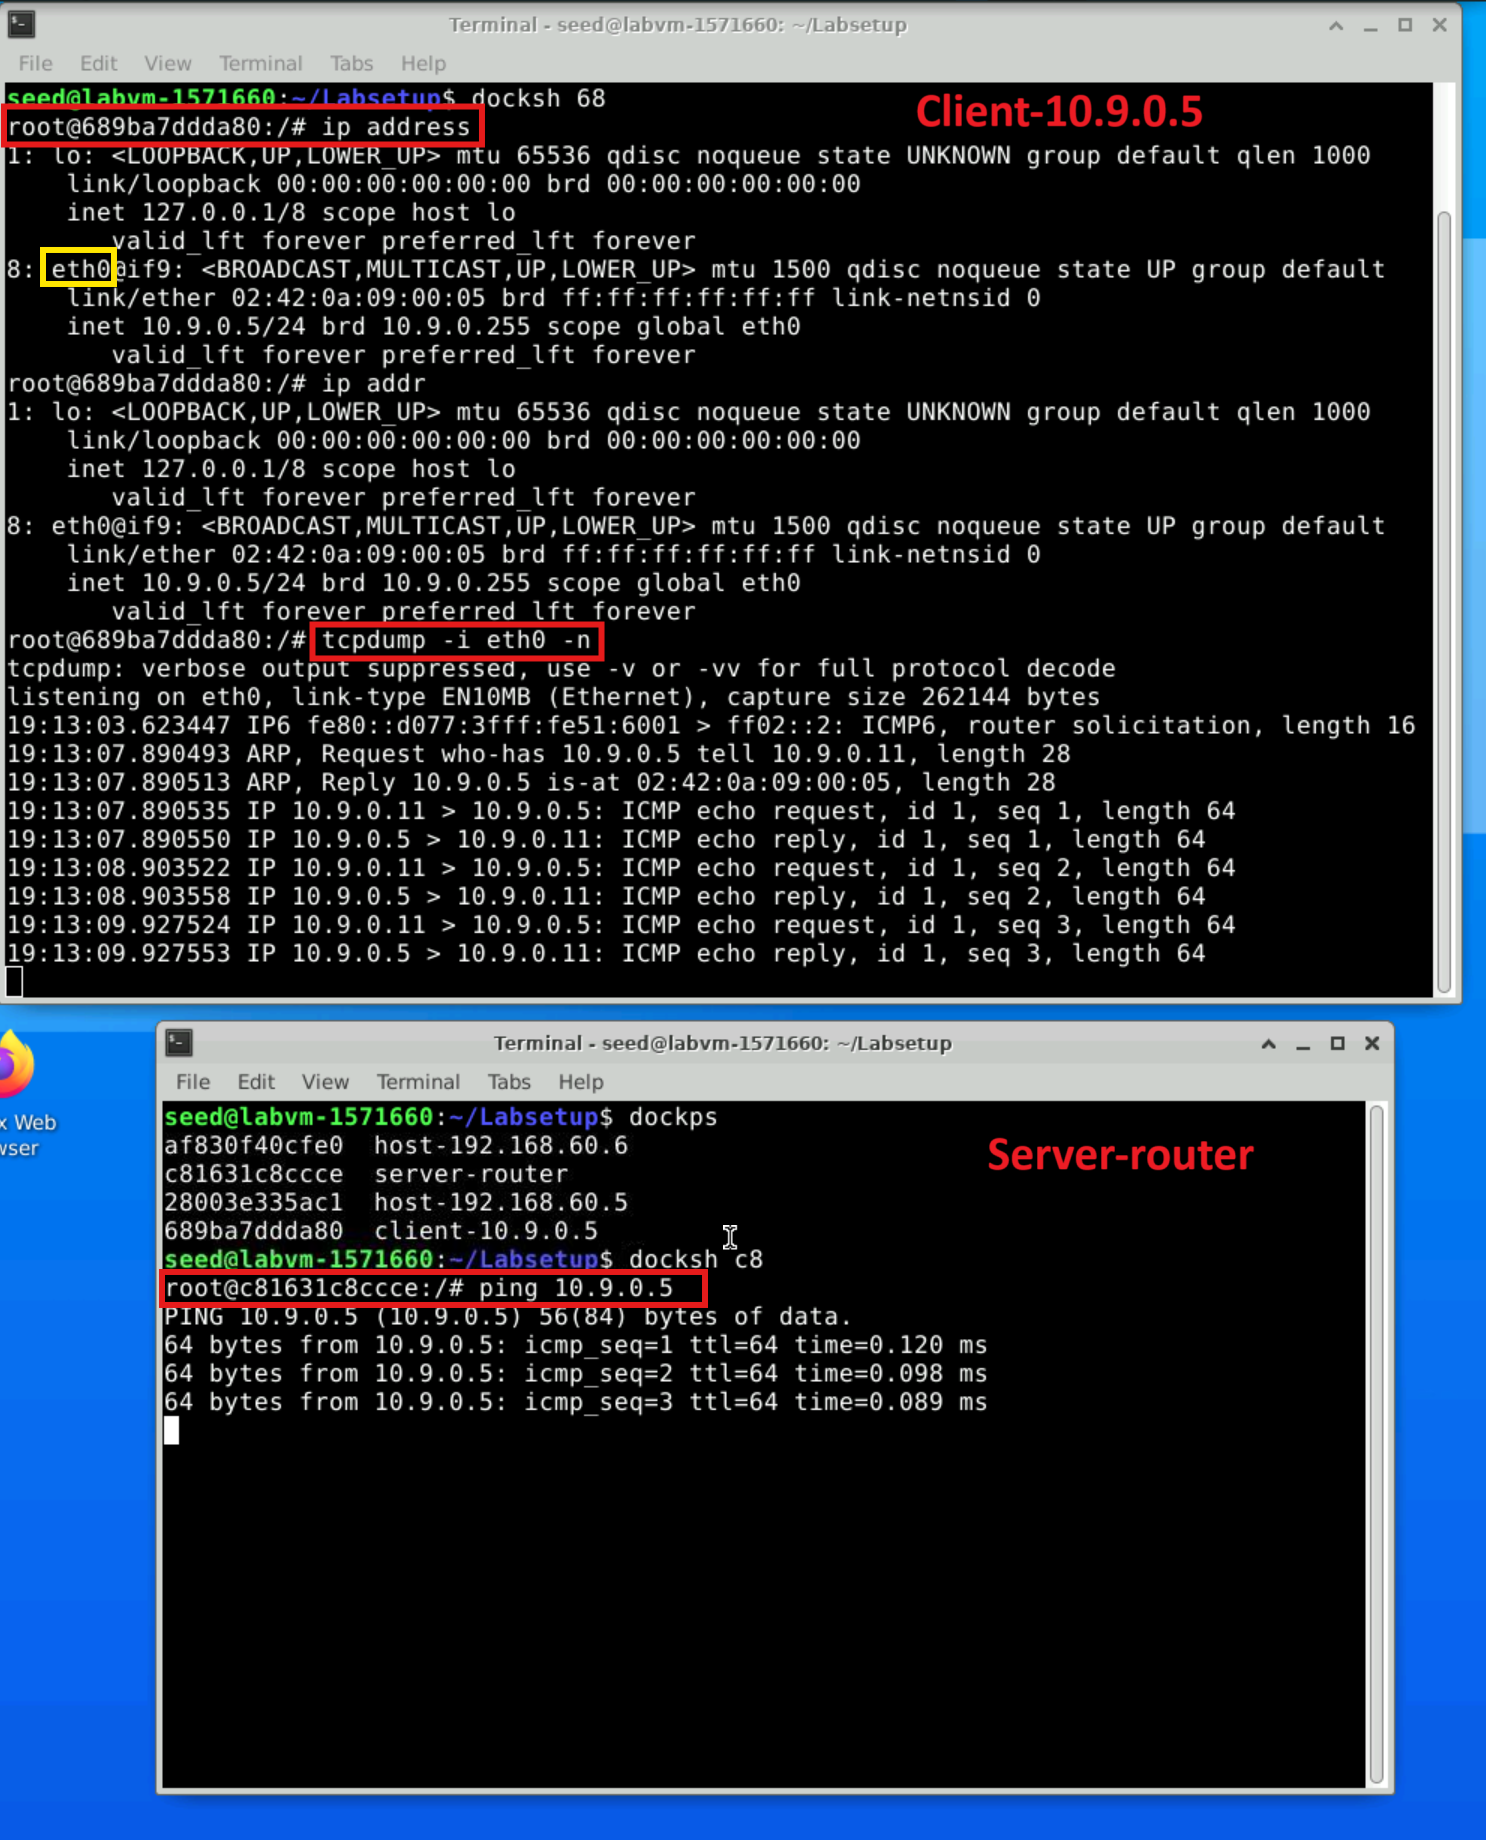 Terminal - seed@labvm-1571660: ~/Labsetup
File Edit View Terminal Tabs Help
seed@labvm-1571660:~/Labsetup$ docksh 68
Client-10.9.0.5
root@689ba7ddda80:/# ip address
1: lo: <LOOPBACK,UP,LOWER_UP> mtu 65536 qdisc noqueue state UNKNOWN group default qlen 1000
    link/loopback 00:00:00:00:00:00 brd 00:00:00:00:00:00
    inet 127.0.0.1/8 scope host lo
       valid_lft forever preferred_lft forever
8: eth0@if9: <BROADCAST,MULTICAST,UP,LOWER_UP> mtu 1500 qdisc noqueue state UP group default
    link/ether 02:42:0a:09:00:05 brd ff:ff:ff:ff:ff:ff link-netnsid 0
    inet 10.9.0.5/24 brd 10.9.0.255 scope global eth0
       valid_lft forever preferred_lft forever
root@689ba7ddda80:/# ip addr
1: lo: <LOOPBACK,UP,LOWER_UP> mtu 65536 qdisc noqueue state UNKNOWN group default qlen 1000
    link/loopback 00:00:00:00:00:00 brd 00:00:00:00:00:00
    inet 127.0.0.1/8 scope host lo
       valid_lft forever preferred_lft forever
8: eth0@if9: <BROADCAST,MULTICAST,UP,LOWER_UP> mtu 1500 qdisc noqueue state UP group default
    link/ether 02:42:0a:09:00:05 brd ff:ff:ff:ff:ff:ff link-netnsid 0
    inet 10.9.0.5/24 brd 10.9.0.255 scope global eth0
       valid_lft forever preferred_lft forever
root@689ba7ddda80:/# tcpdump -i eth0 -n
tcpdump: verbose output suppressed, use -v or -vv for full protocol decode
listening on eth0, link-type EN10MB (Ethernet), capture size 262144 bytes
19:13:03.623447 IP6 fe80::d077:3fff:fe51:6001 > ff02::2: ICMP6, router solicitation, length 16
19:13:07.890493 ARP, Request who-has 10.9.0.5 tell 10.9.0.11, length 28
19:13:07.890513 ARP, Reply 10.9.0.5 is-at 02:42:0a:09:00:05, length 28
19:13:07.890535 IP 10.9.0.11 > 10.9.0.5: ICMP echo request, id 1, seq 1, length 64
19:13:07.890550 IP 10.9.0.5 > 10.9.0.11: ICMP echo reply, id 1, seq 1, length 64
19:13:08.903522 IP 10.9.0.11 > 10.9.0.5: ICMP echo request, id 1, seq 2, length 64
19:13:08.903558 IP 10.9.0.5 > 10.9.0.11: ICMP echo reply, id 1, seq 2, length 64
19:13:09.927524 IP 10.9.0.11 > 10.9.0.5: ICMP echo request, id 1, seq 3, length 64
19:13:09.927553 IP 10.9.0.5 > 10.9.0.11: ICMP echo reply, id 1, seq 3, length 64
x Web
wser
Terminal - seed@labvm-1571660: ~/Labsetup
File Edit View Terminal Tabs Help
seed@labvm-1571660:~/Labsetup$ dockps
af830f40cfe0  host-192.168.60.6
Server-router
c81631c8ccce  server-router
28003e335ac1  host-192.168.60.5
689ba7ddda80  client-10.9.0.5
seed@labvm-1571660:~/Labsetup$ docksh c8
root@c81631c8ccce:/# ping 10.9.0.5
PING 10.9.0.5 (10.9.0.5) 56(84) bytes of data.
64 bytes from 10.9.0.5: icmp_seq=1 ttl=64 time=0.120 ms
64 bytes from 10.9.0.5: icmp_seq=2 ttl=64 time=0.098 ms
64 bytes from 10.9.0.5: icmp_seq=3 ttl=64 time=0.089 ms